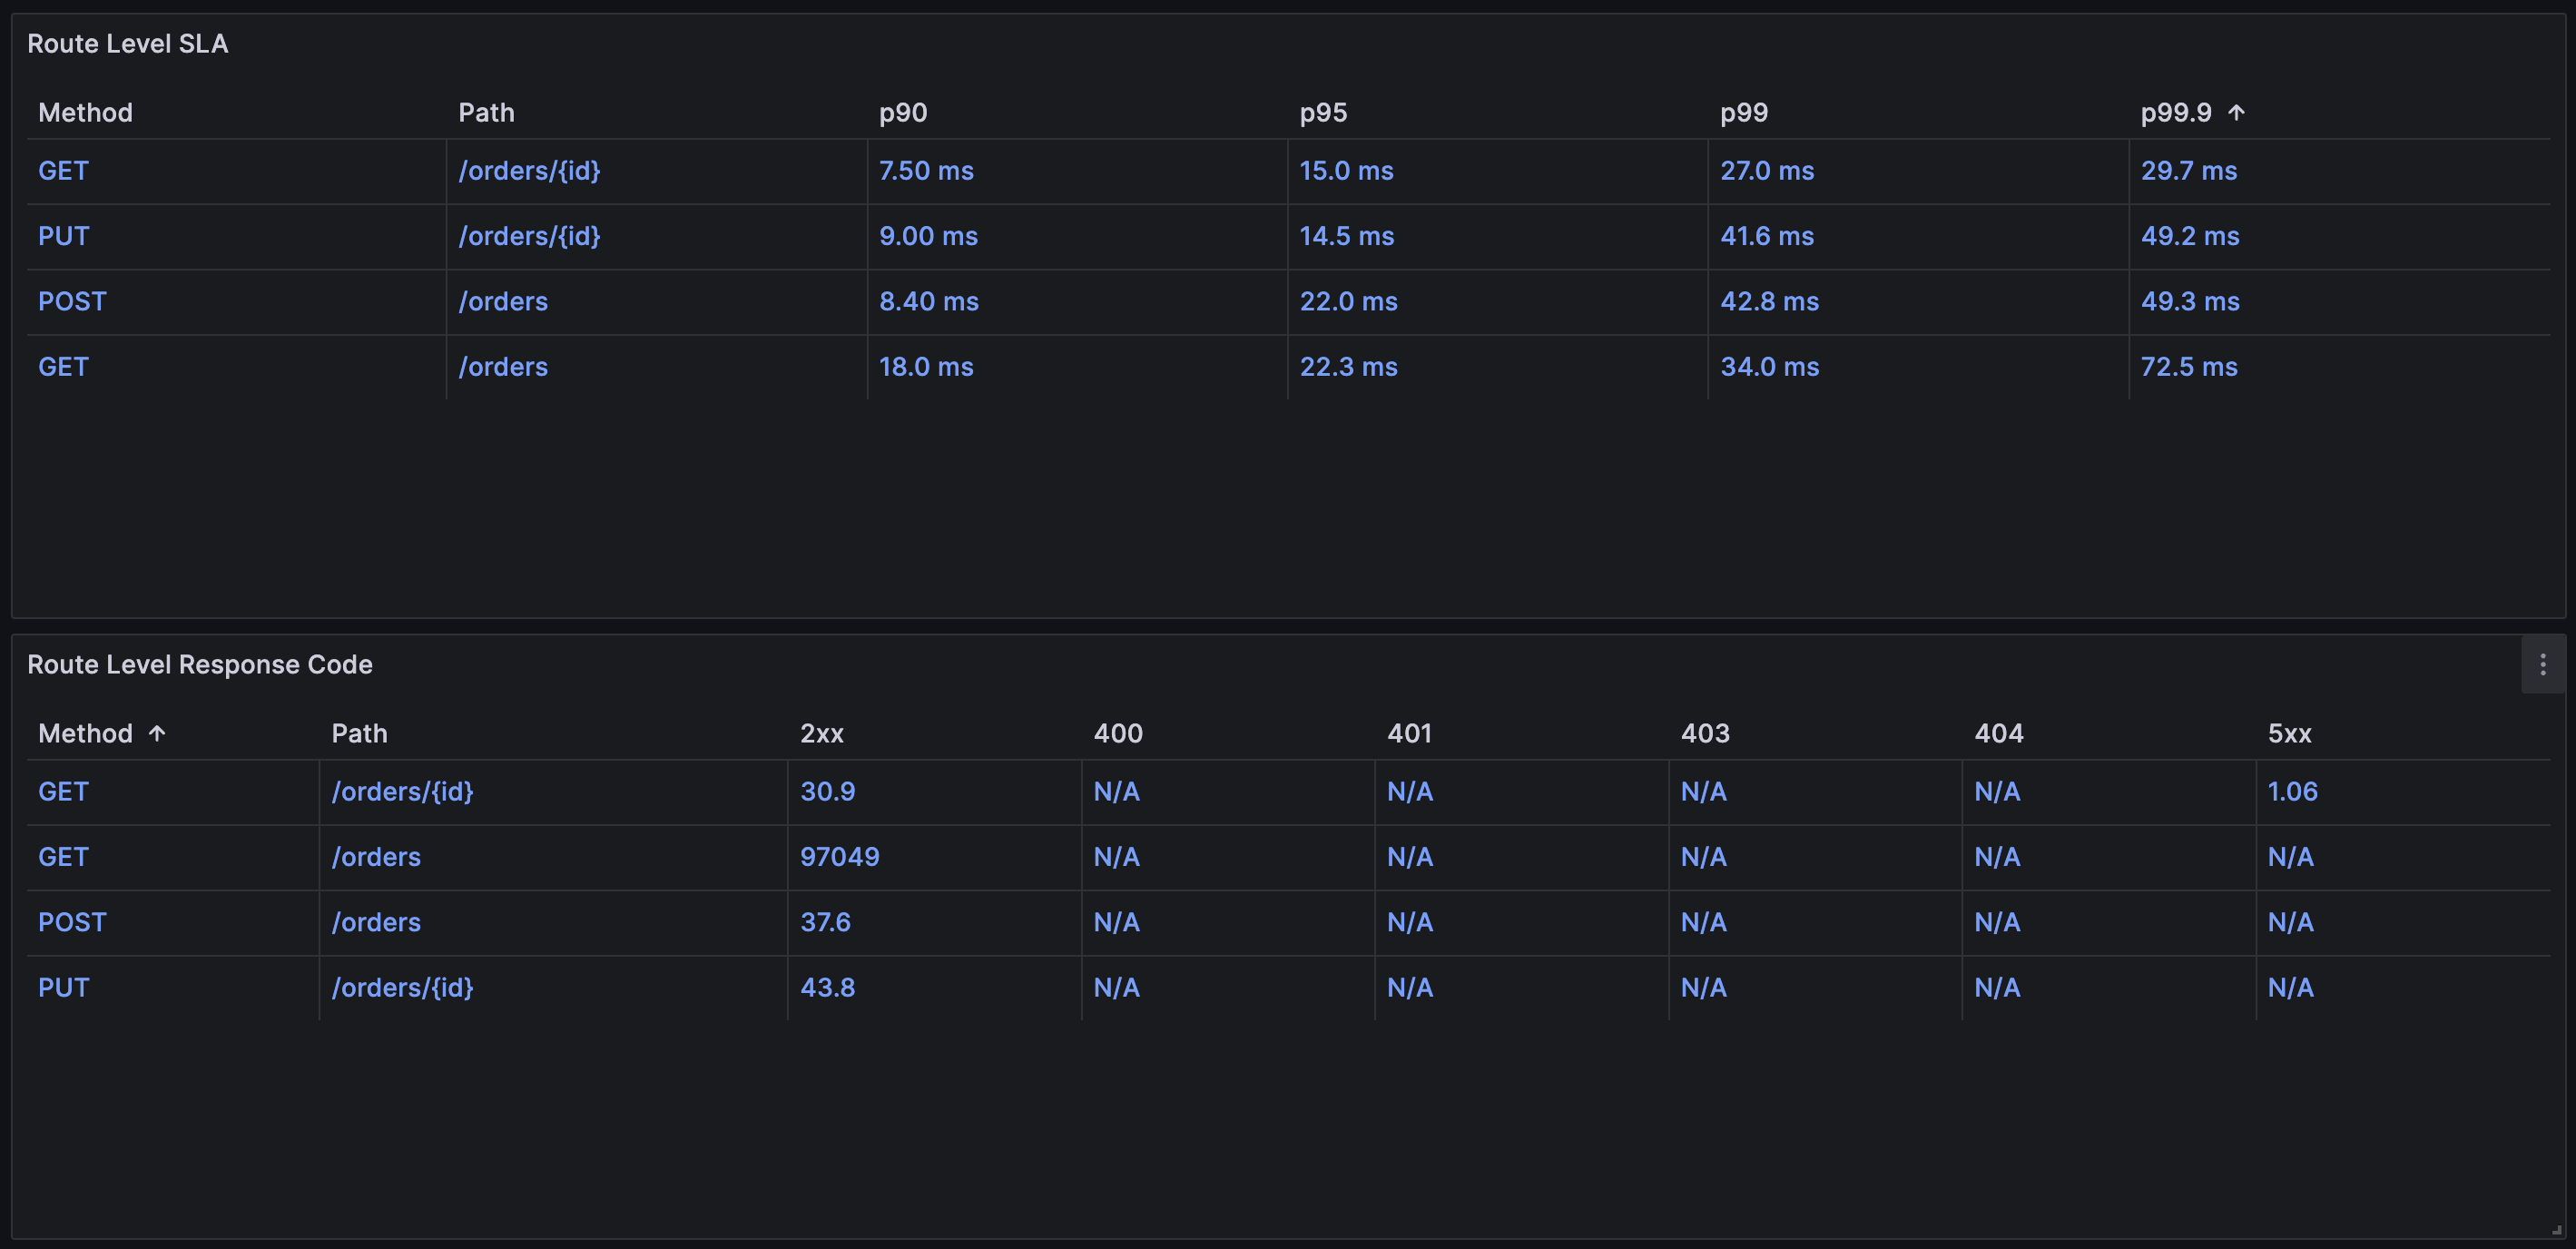 Route Level SLA
Method Path p90 p95 p99 p99.9 ↑
GET /orders/{id} 7.50 ms 15.0 ms 27.0 ms 29.7 ms
PUT /orders/{id} 9.00 ms 14.5 ms 41.6 ms 49.2 ms
POST /orders 8.40 ms 22.0 ms 42.8 ms 49.3 ms
GET /orders 18.0 ms 22.3 ms 34.0 ms 72.5 ms
Route Level Response Code
Method ↑ Path 2xx 400 401 403 404 5xx
GET /orders/{id} 30.9 N/A N/A N/A N/A 1.06
GET /orders 97049 N/A N/A N/A N/A N/A
POST /orders 37.6 N/A N/A N/A N/A N/A
PUT /orders/{id} 43.8 N/A N/A N/A N/A N/A